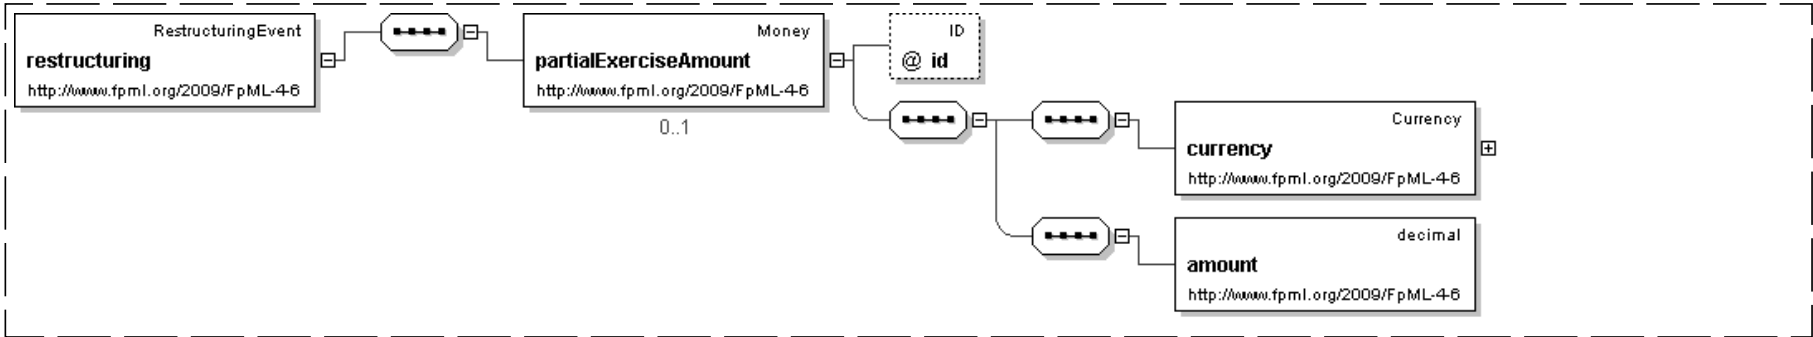 RestructuringEvent
restructuring
http://www.fpml.org/2009/FpML-4-6
Money
partialExerciseAmount
http://www.fpml.org/2009/FpML-4-6
0..1
ID
@ id
Currency
currency
http://www.fpml.org/2009/FpML-4-6
decimal
amount
http://www.fpml.org/2009/FpML-4-6